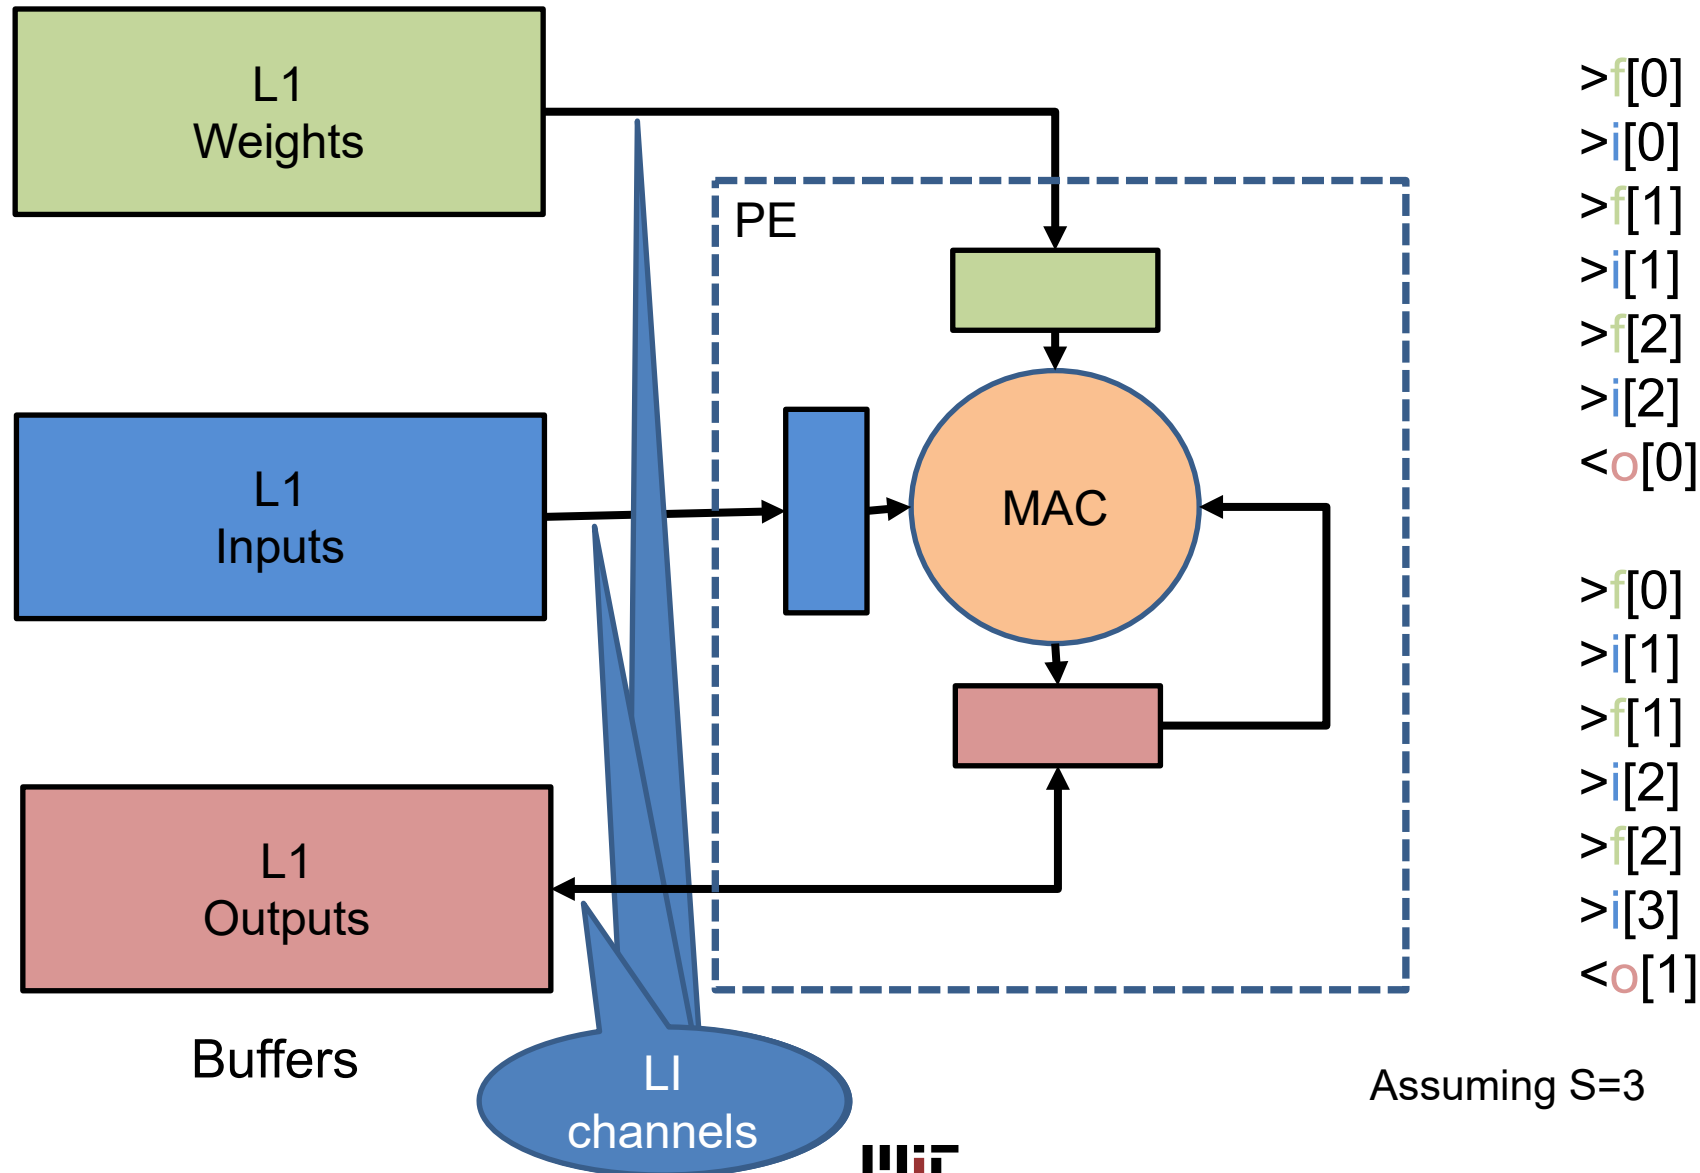 L1
Weights
PE
L1
Inputs
MAC
L1
Outputs
Buffers
LI
channels
>f[0]
>i[0]
>f[1]
>i[1]
>f[2]
>i[2]
<o[0]
>f[0]
>i[1]
>f[1]
>i[2]
>f[2]
>i[3]
<o[1]
Assuming S=3